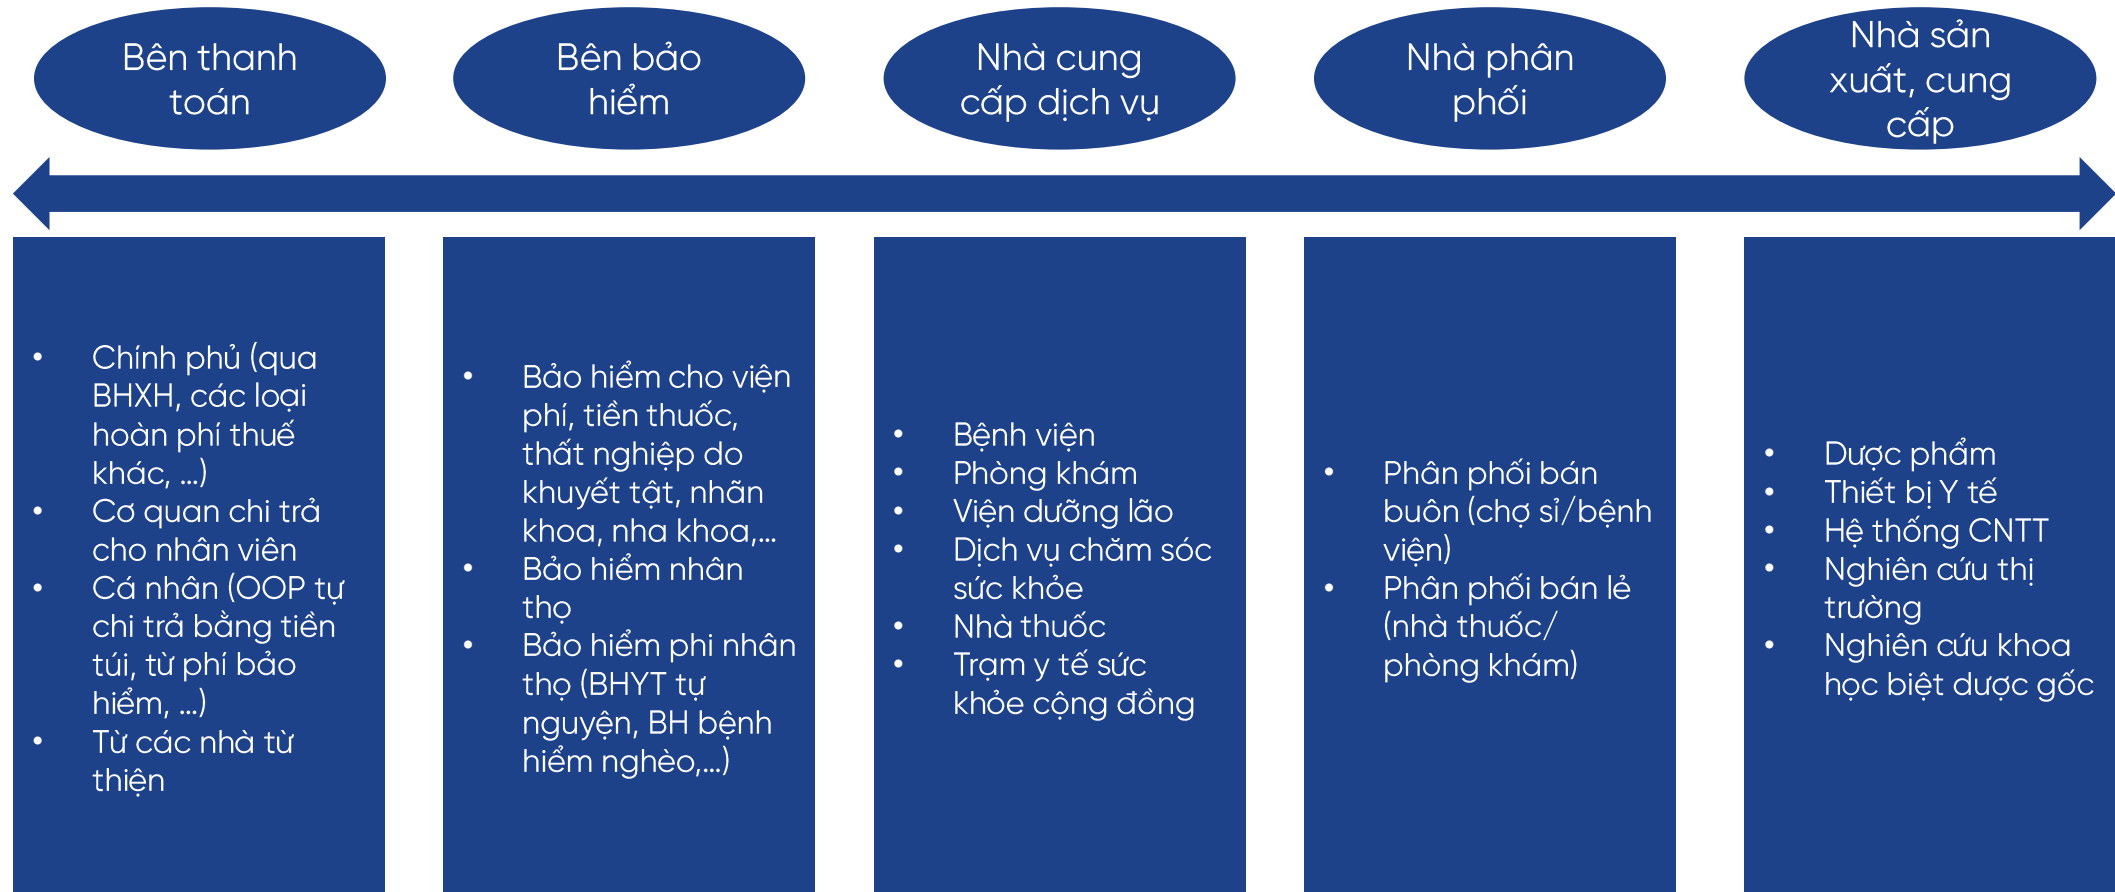 Bên thanh
toán
Bên bảo
hiểm
Nhà cung
cấp dịch vụ
Nhà phân
phối
Nhà sản
xuất, cung
cấp
• Chính phủ (qua
BHXH, các loại
hoàn phí thuế
khác, ...)
• Cơ quan chi trả
cho nhân viên
• Cá nhân (OOP tự
chi trả bằng tiền
túi, từ phí bảo
hiểm, ...)
• Từ các nhà từ
thiện
• Bảo hiểm cho viện
phí, tiền thuốc,
thất nghiệp do
khuyết tật, nhãn
khoa, nha khoa,...
• Bảo hiểm nhân
thọ
• Bảo hiểm phi nhân
thọ (BHYT tự
nguyện, BH bệnh
hiểm nghèo,...)
• Bệnh viện
• Phòng khám
• Viện dưỡng lão
• Dịch vụ chăm sóc
sức khỏe
• Nhà thuốc
• Trạm y tế sức
khỏe cộng đồng
• Phân phối bán
buôn (chợ sỉ/bệnh
viện)
• Phân phối bán lẻ
(nhà thuốc/
phòng khám)
• Dược phẩm
• Thiết bị Y tế
• Hệ thống CNTT
• Nghiên cứu thị
trường
• Nghiên cứu khoa
học biệt dược gốc